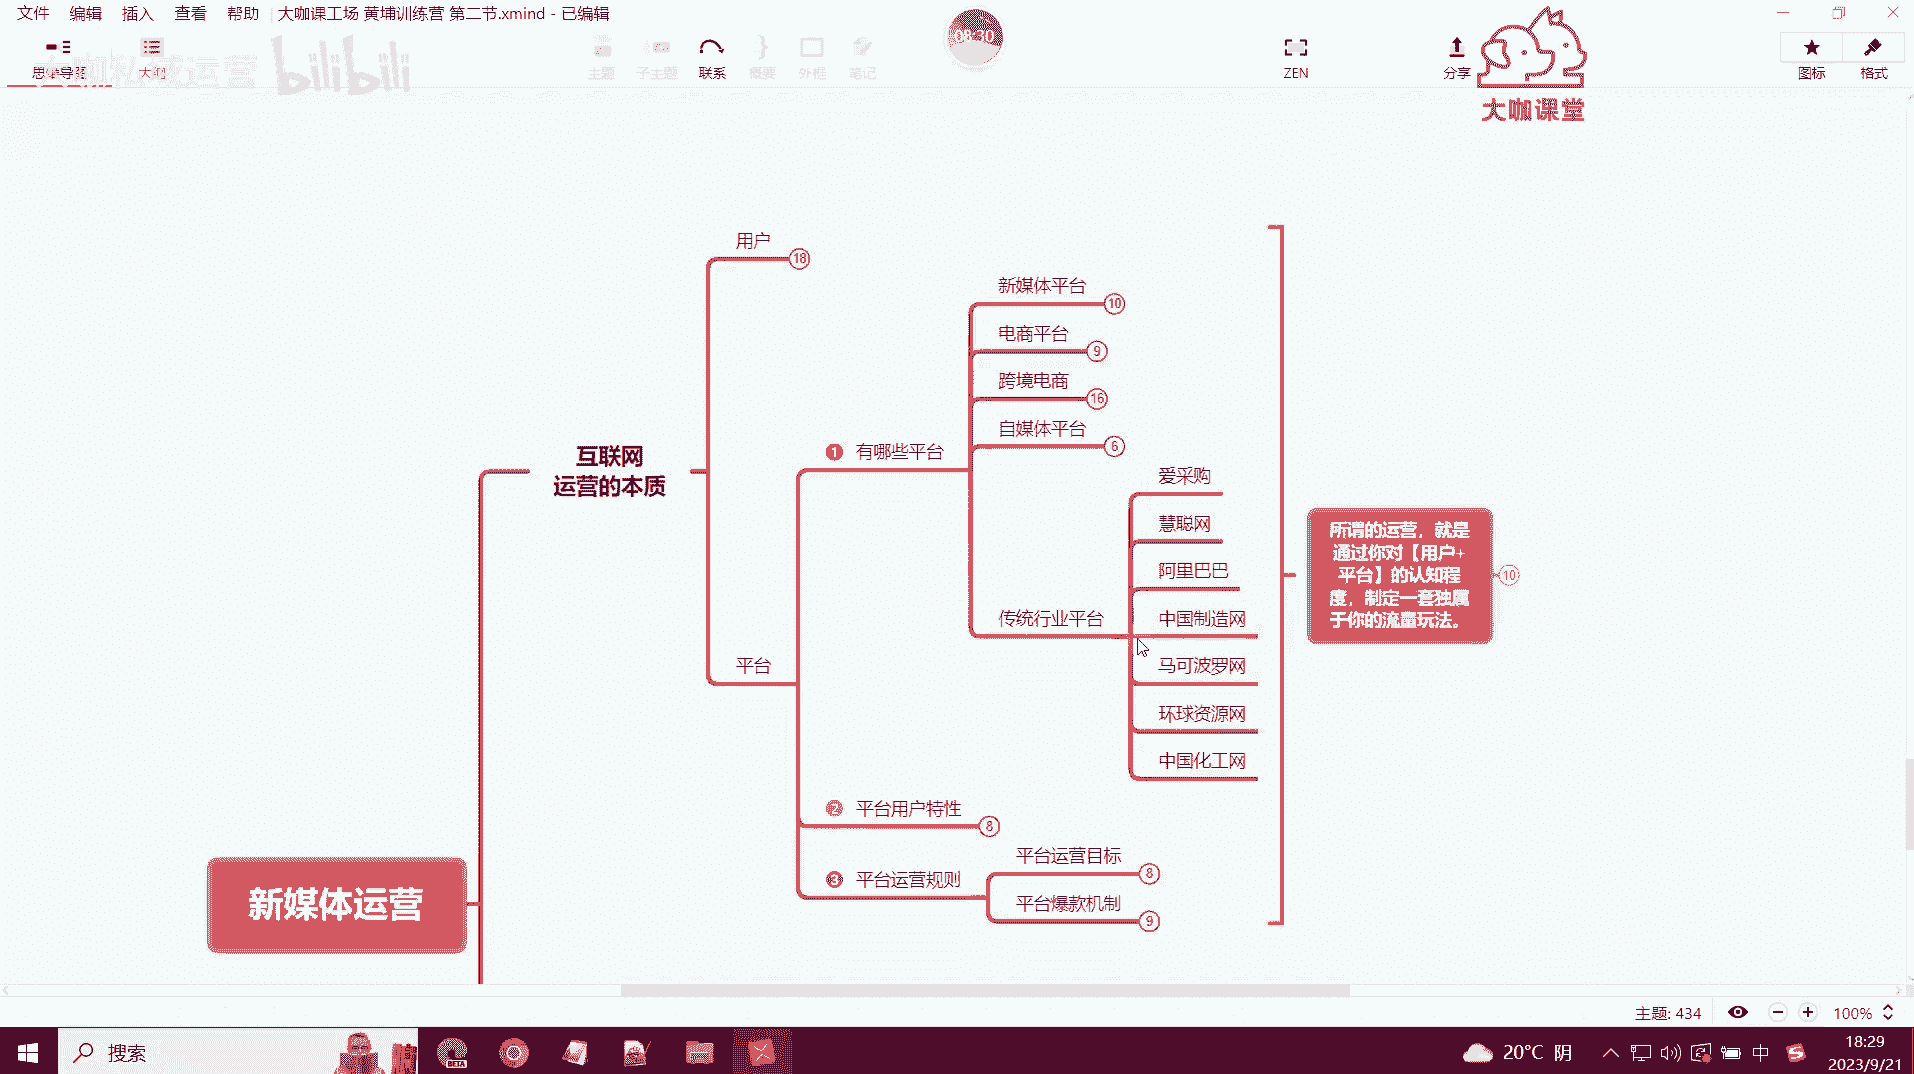 文件 编辑 插入 查看 帮助 大咖课工场 黄埔训练营 第二节.xmind - 已编辑
思维导图 大纲 主题 子主题 联系 概要 外框 笔记 08:30 ZEN 分享 图标 格式
bilibili
大咖课堂
用户 18
新媒体平台 10
电商平台 9
跨境电商 16
自媒体平台 6
1 有哪些平台
互联网
运营的本质
爱采购
慧聪网
阿里巴巴
传统行业平台
中国制造网
马可波罗网
环球资源网
中国化工网
所谓的运营，就是
通过你对【用户+
平台】的认知程
度，制定一套独属
于你的流量玩法。
10
平台
2 平台用户特性 8
平台运营目标 8
3 平台运营规则
平台爆款机制 9
新媒体运营
主题: 434 100%
搜索 BETA 20°C 阴 中 18:29
2023/9/21